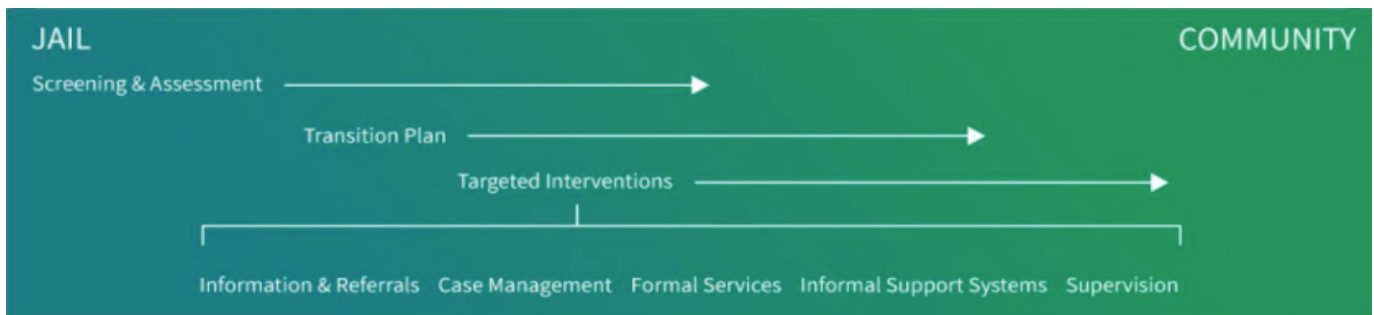 JAIL
COMMUNITY
Screening & Assessment
Transition Plan
Targeted Interventions
Information & Referrals Case Management Formal Services Informal Support Systems Supervision